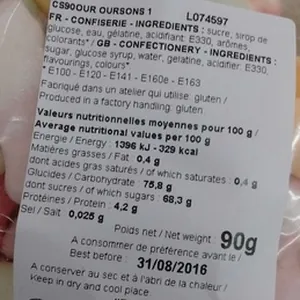 CS90OUR OURSONS 1
L074597
FR - CONFISERIE - INGREDIENTS : sucre, sirop de
glucose, eau, gélatine, acidifiant: E330, arômes,
colorants* / GB - CONFECTIONERY - INGREDIENTS :
sugar, glucose syrup, water, geratine, acidifier: E330,
flavourings, colours*
* E100 - E120 - E141 - E160e - E163
Fabriqué dans un atelier qui utilise gluten /
Produced in a factory handling gluten
Valeurs nutritionnelles moyennes pour 100 g /
Average nutritional values per 100 g
Energie / Energy : 1396 kJ - 329 kcal
Matières grasses / Fat : 0,4 g
dont acides gras saturés / of which saturates : 0,4 g
Glucides / Carbohydrate : 75,8 g
dont sucres / of which sugars : 68,3 g
Protéines / Protein : 4,2 g
Sel / Salt : 0,025 g
Poids net / Net weight : 90g
A consommer de préférence avant le /
Best before : 31/08/2016
A conserver au sec et à l'abri de la chaleur /
Keep in dry and cool place